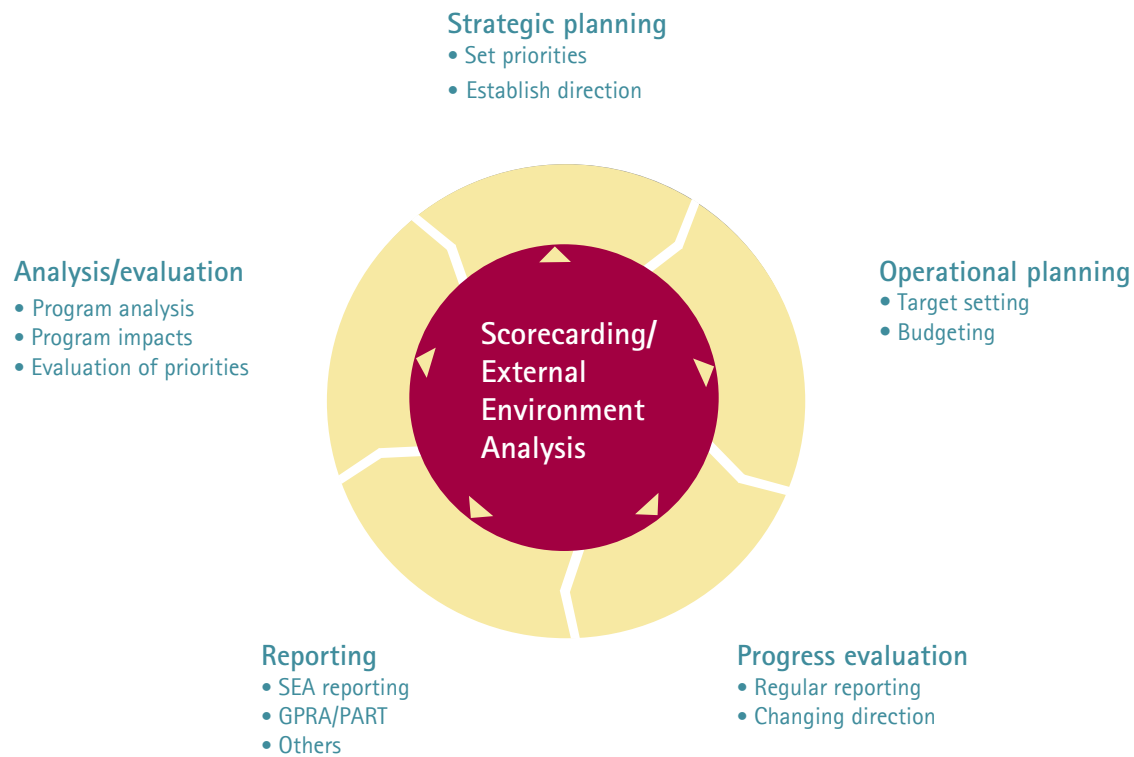 Strategic planning
• Set priorities
• Establish direction
Analysis/evaluation
• Program analysis
• Program impacts
• Evaluation of priorities
Operational planning
• Target setting
• Budgeting
Scorecarding/
External
Environment
Analysis
Reporting
• SEA reporting
• GPRA/PART
• Others
Progress evaluation
• Regular reporting
• Changing direction